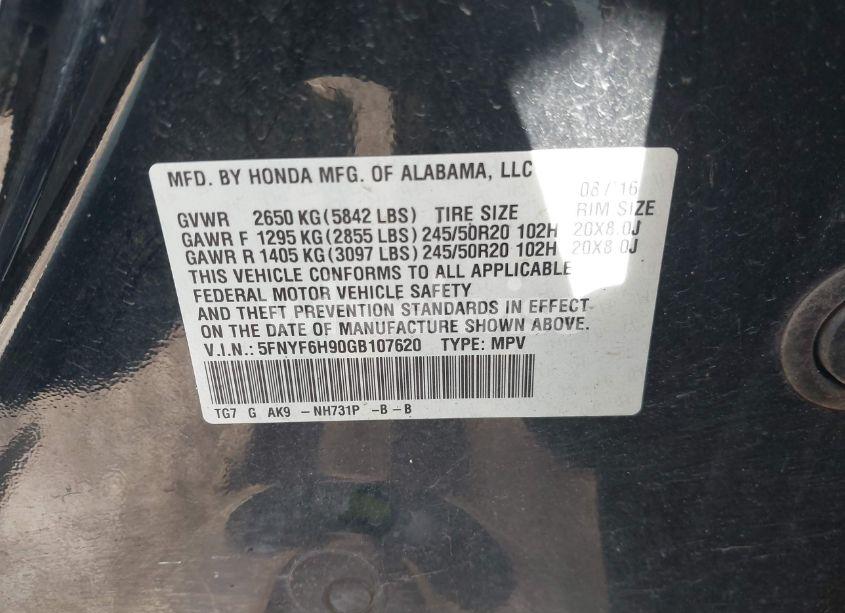 MFD. BY HONDA MFG. OF ALABAMA, LLC 08/16
GVWR 2650 KG (5842 LBS) TIRE SIZE RIM SIZE
GAWR F 1295 KG (2855 LBS) 245/50R20 102H 20X8.0J
GAWR R 1405 KG (3097 LBS) 245/50R20 102H 20X8.0J
THIS VEHICLE CONFORMS TO ALL APPLICABLE
FEDERAL MOTOR VEHICLE SAFETY
AND THEFT PREVENTION STANDARDS IN EFFECT
ON THE DATE OF MANUFACTURE SHOWN ABOVE.
V.I.N.: 5FNYF6H90GB107620 TYPE: MPV
TG7 G AK9 -NH731P -B-B